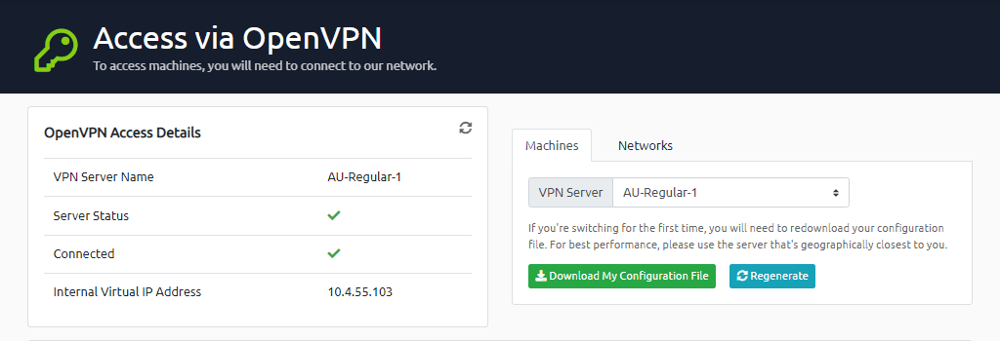 Access via OpenVPN
To access machines, you will need to connect to our network.
OpenVPN Access Details
VPN Server Name AU-Regular-1
Server Status
Connected
Internal Virtual IP Address 10.4.55.103
Machines Networks
VPN Server AU-Regular-1
If you're switching for the first time, you will need to redownload your configuration
file. For best performance, please use the server that's geographically closest to you.
Download My Configuration File Regenerate